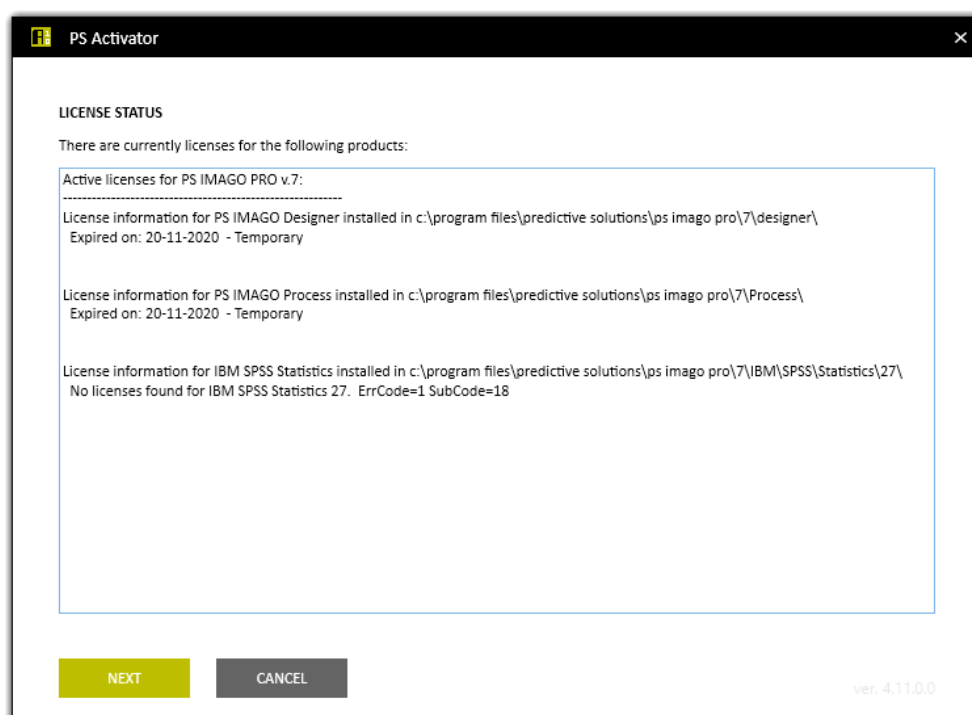 PS Activator
LICENSE STATUS
There are currently licenses for the following products:
Active licenses for PS IMAGO PRO v.7:
----------------------------------------------------------
License information for PS IMAGO Designer installed in c:\program files\predictive solutions\ps imago pro\7\designer\
Expired on: 20-11-2020  - Temporary
License information for PS IMAGO Process installed in c:\program files\predictive solutions\ps imago pro\7\Process\
Expired on: 20-11-2020  - Temporary
License information for IBM SPSS Statistics installed in c:\program files\predictive solutions\ps imago pro\7\IBM\SPSS\Statistics\27\
No licenses found for IBM SPSS Statistics 27.  ErrCode=1 SubCode=18
NEXT CANCEL
ver. 4.11.0.0